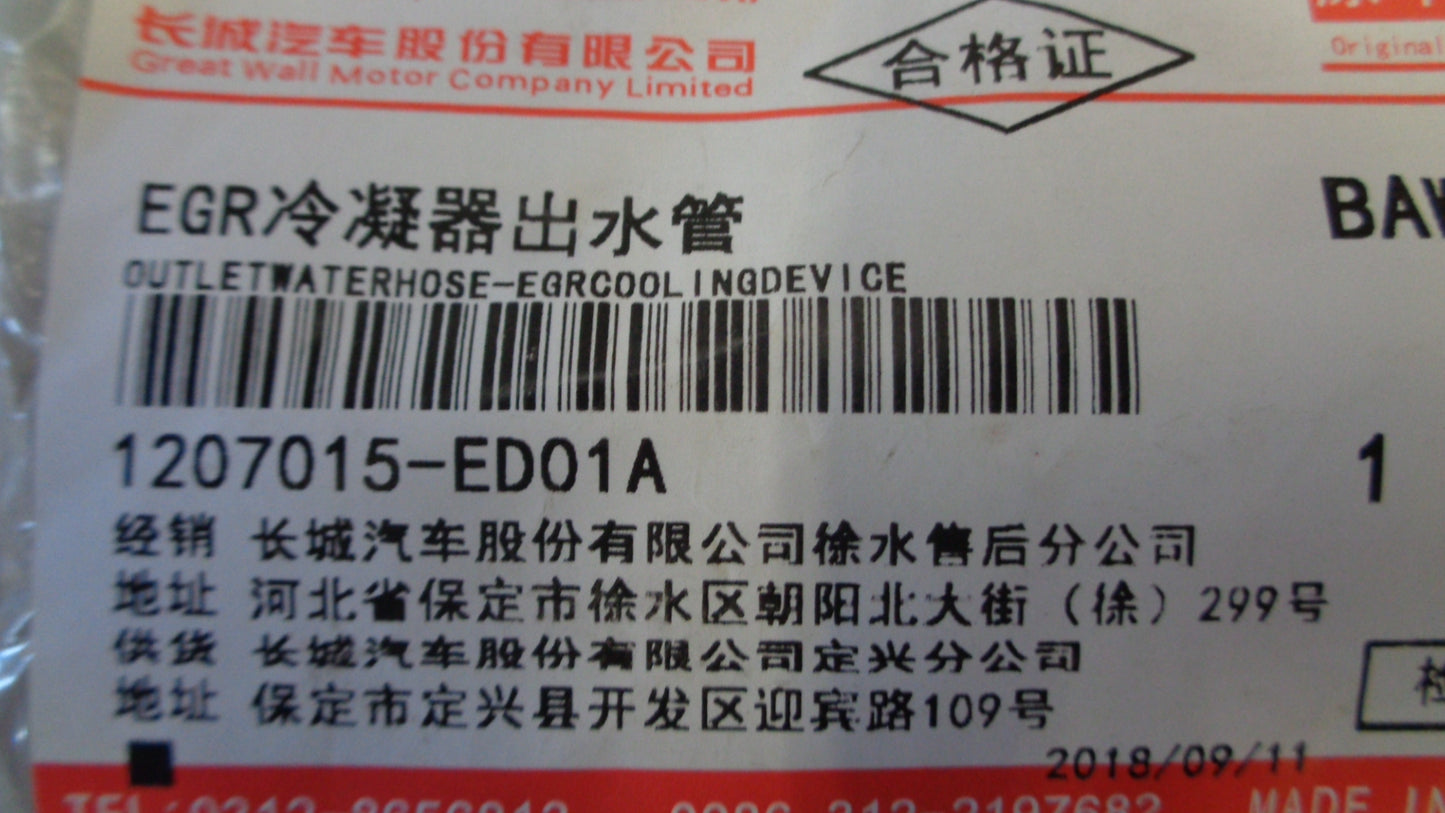 长城汽车股份有限公司
Great Wall Motor Company Limited
合格证
Original
EGR冷凝器出水管
OUTLETWATERHOSE-EGRCOOLINGDEVICE
1207015-ED01A
1
经销 长城汽车股份有限公司徐水售后分公司
地址 河北省保定市徐水区朝阳北大街（徐）299号
供货 长城汽车股份有限公司定兴分公司
地址 保定市定兴县开发区迎宾路109号
2018/09/11
MADE IN